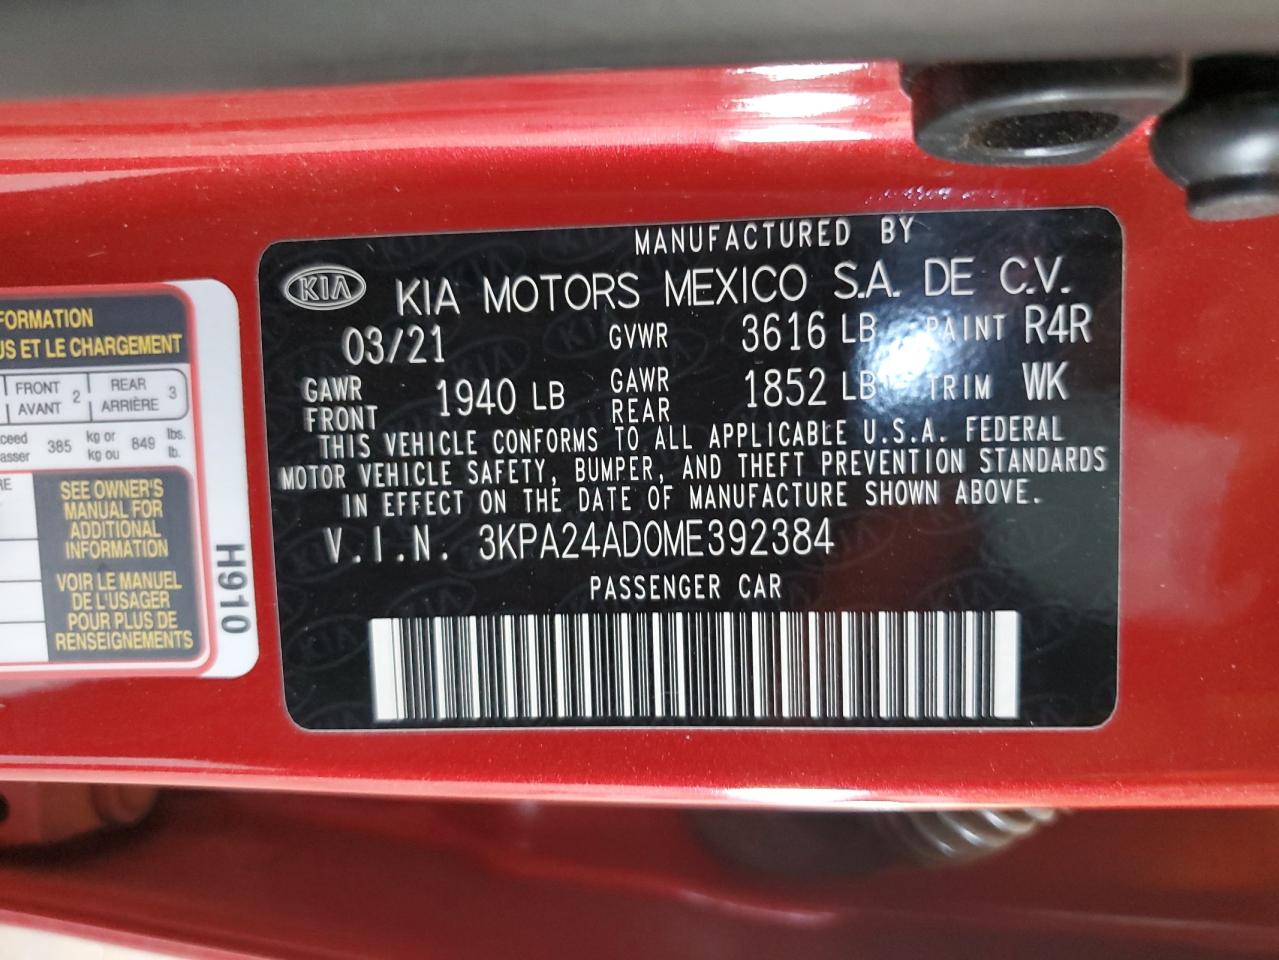 MANUFACTURED BY
KIA KIA MOTORS MEXICO S.A. DE C.V.
03/21 GVWR 3616 LB PAINT R4R
GAWR FRONT 1940 LB GAWR REAR 1852 LB TRIM WK
THIS VEHICLE CONFORMS TO ALL APPLICABLE U.S.A. FEDERAL
MOTOR VEHICLE SAFETY, BUMPER, AND THEFT PREVENTION STANDARDS
IN EFFECT ON THE DATE OF MANUFACTURE SHOWN ABOVE.
V.I.N. 3KPA24AD0ME392384
PASSENGER CAR
FORMATION
US ET LE CHARGEMENT
FRONT AVANT 2 REAR ARRIÈRE 3
ceed
asser 385 kg or kg ou 849 lbs. lb.
RE
SEE OWNER'S
MANUAL FOR
ADDITIONAL
INFORMATION
VOIR LE MANUEL
DE L'USAGER
POUR PLUS DE
RENSEIGNEMENTS
H910